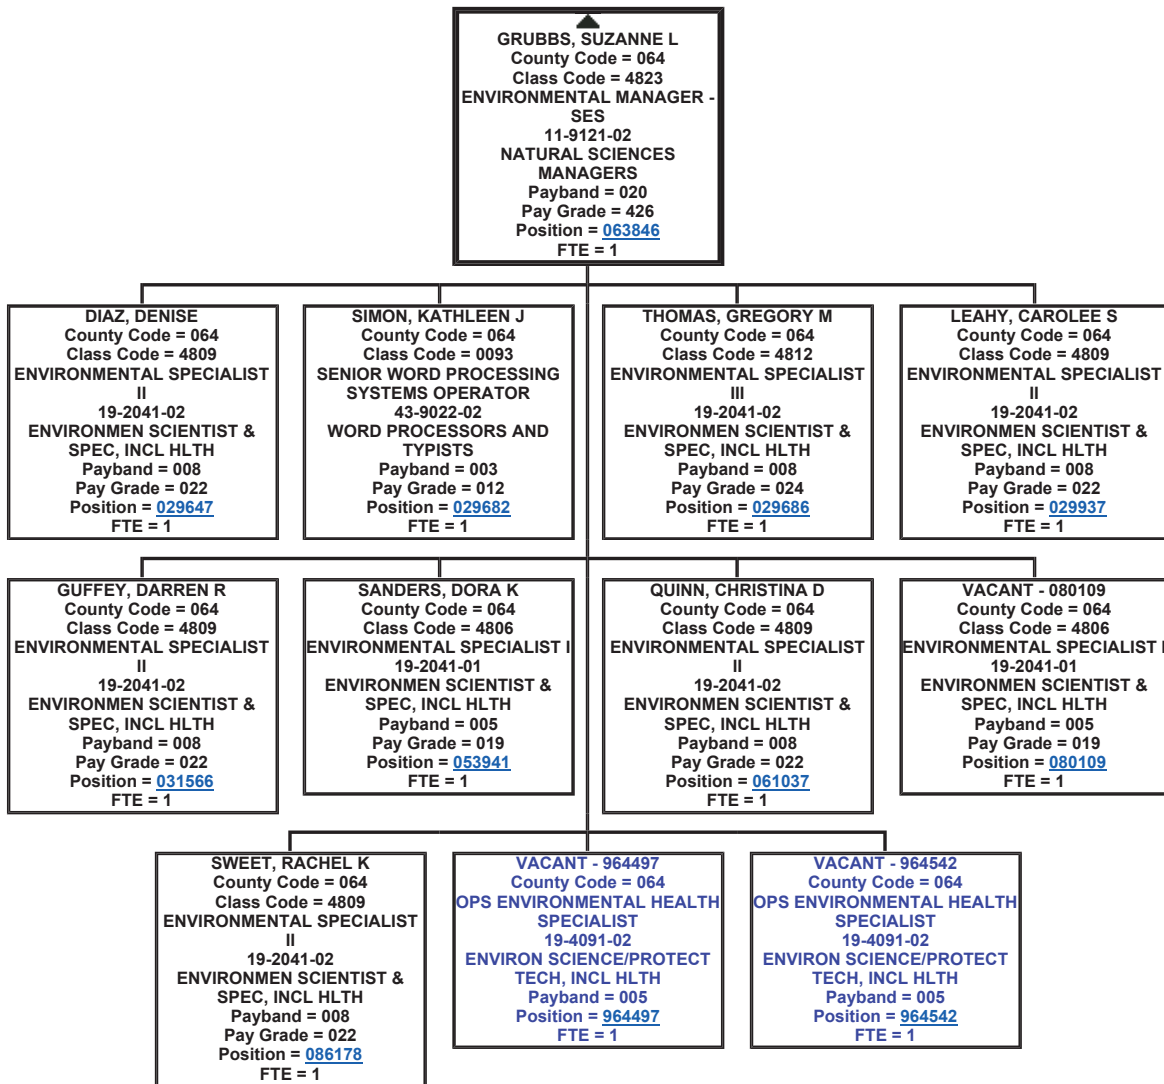 GRUBBS, SUZANNE L
County Code = 064
Class Code = 4823
ENVIRONMENTAL MANAGER -
SES
11-9121-02
NATURAL SCIENCES
MANAGERS
Payband = 020
Pay Grade = 426
Position = 063846
FTE = 1
DIAZ, DENISE
County Code = 064
Class Code = 4809
ENVIRONMENTAL SPECIALIST
II
19-2041-02
ENVIRONMEN SCIENTIST &
SPEC, INCL HLTH
Payband = 008
Pay Grade = 022
Position = 029647
FTE = 1
SIMON, KATHLEEN J
County Code = 064
Class Code = 0093
SENIOR WORD PROCESSING
SYSTEMS OPERATOR
43-9022-02
WORD PROCESSORS AND
TYPISTS
Payband = 003
Pay Grade = 012
Position = 029682
FTE = 1
THOMAS, GREGORY M
County Code = 064
Class Code = 4812
ENVIRONMENTAL SPECIALIST
III
19-2041-02
ENVIRONMEN SCIENTIST &
SPEC, INCL HLTH
Payband = 008
Pay Grade = 024
Position = 029686
FTE = 1
LEAHY, CAROLEE S
County Code = 064
Class Code = 4809
ENVIRONMENTAL SPECIALIST
II
19-2041-02
ENVIRONMEN SCIENTIST &
SPEC, INCL HLTH
Payband = 008
Pay Grade = 022
Position = 029937
FTE = 1
GUFFEY, DARREN R
County Code = 064
Class Code = 4809
ENVIRONMENTAL SPECIALIST
II
19-2041-02
ENVIRONMEN SCIENTIST &
SPEC, INCL HLTH
Payband = 008
Pay Grade = 022
Position = 031566
FTE = 1
SANDERS, DORA K
County Code = 064
Class Code = 4806
ENVIRONMENTAL SPECIALIST I
19-2041-01
ENVIRONMEN SCIENTIST &
SPEC, INCL HLTH
Payband = 005
Pay Grade = 019
Position = 053941
FTE = 1
QUINN, CHRISTINA D
County Code = 064
Class Code = 4809
ENVIRONMENTAL SPECIALIST
II
19-2041-02
ENVIRONMEN SCIENTIST &
SPEC, INCL HLTH
Payband = 008
Pay Grade = 022
Position = 061037
FTE = 1
VACANT - 080109
County Code = 064
Class Code = 4806
ENVIRONMENTAL SPECIALIST I
19-2041-01
ENVIRONMEN SCIENTIST &
SPEC, INCL HLTH
Payband = 005
Pay Grade = 019
Position = 080109
FTE = 1
SWEET, RACHEL K
County Code = 064
Class Code = 4809
ENVIRONMENTAL SPECIALIST
II
19-2041-02
ENVIRONMEN SCIENTIST &
SPEC, INCL HLTH
Payband = 008
Pay Grade = 022
Position = 086178
FTE = 1
VACANT - 964497
County Code = 064
OPS ENVIRONMENTAL HEALTH
SPECIALIST
19-4091-02
ENVIRON SCIENCE/PROTECT
TECH, INCL HLTH
Payband = 005
Position = 964497
FTE = 1
VACANT - 964542
County Code = 064
OPS ENVIRONMENTAL HEALTH
SPECIALIST
19-4091-02
ENVIRON SCIENCE/PROTECT
TECH, INCL HLTH
Payband = 005
Position = 964542
FTE = 1